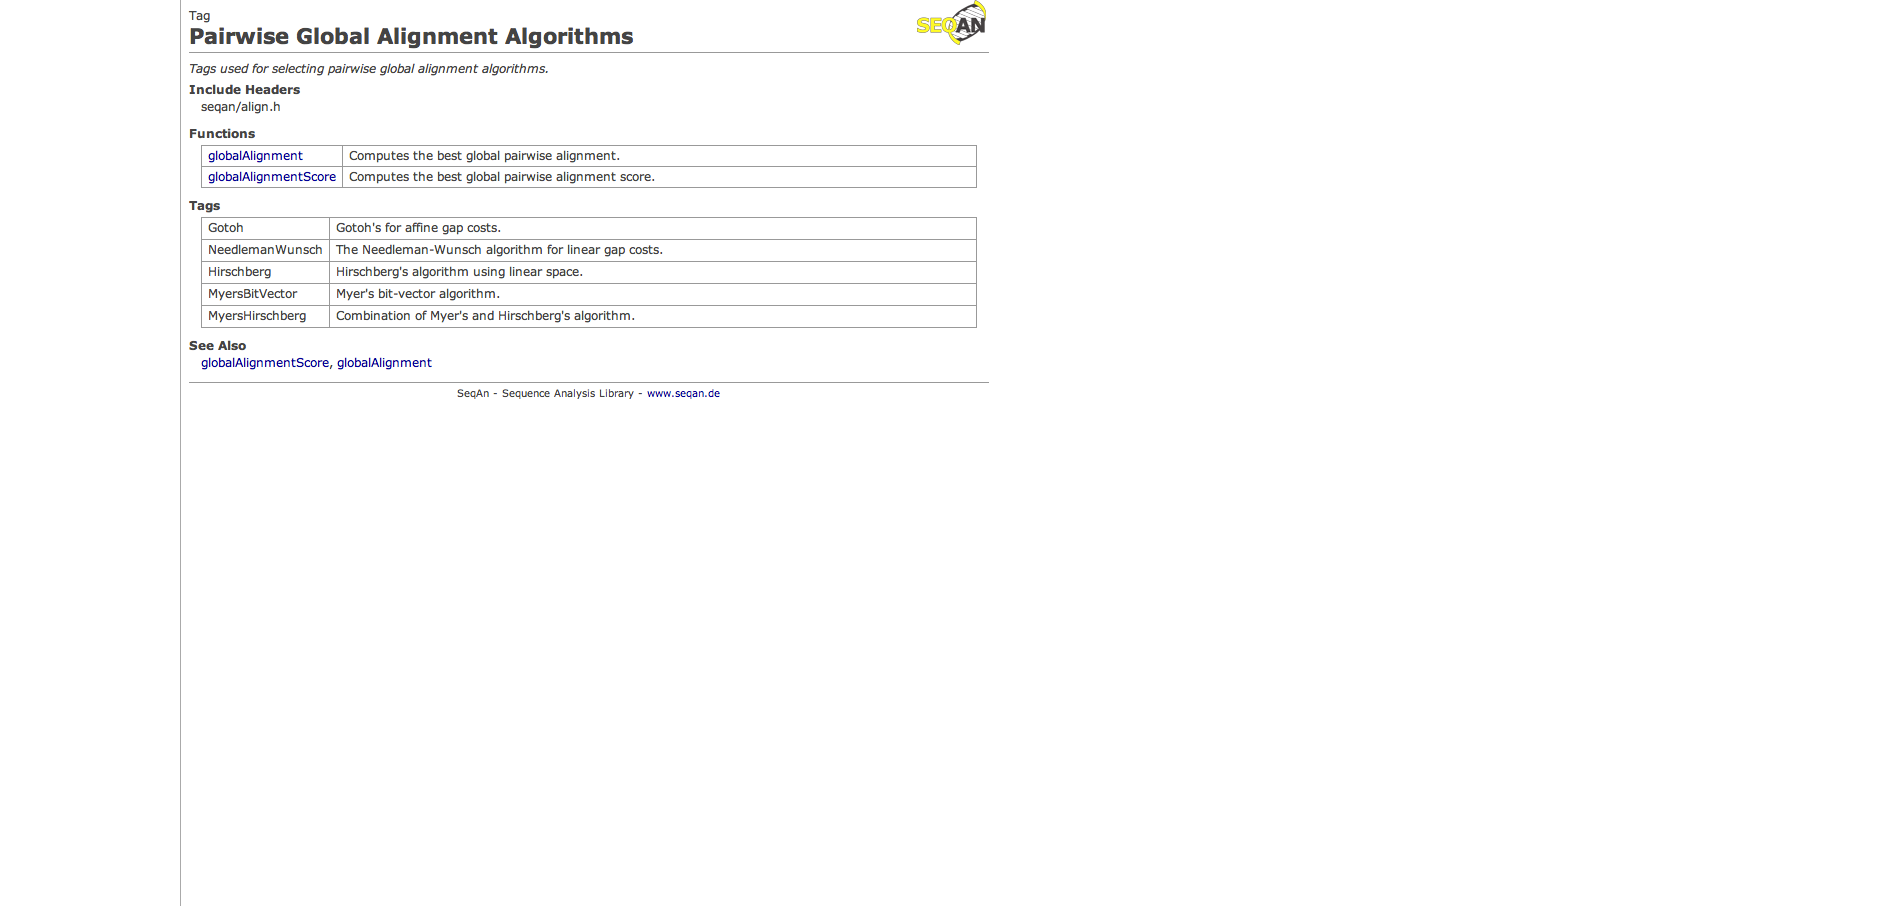 Tag
SEQAN
Pairwise Global Alignment Algorithms
Tags used for selecting pairwise global alignment algorithms.
Include Headers
seqan/align.h
Functions
globalAlignment Computes the best global pairwise alignment.
globalAlignmentScore Computes the best global pairwise alignment score.
Tags
Gotoh Gotoh's for affine gap costs.
NeedlemanWunsch The Needleman-Wunsch algorithm for linear gap costs.
Hirschberg Hirschberg's algorithm using linear space.
MyersBitVector Myer's bit-vector algorithm.
MyersHirschberg Combination of Myer's and Hirschberg's algorithm.
See Also
globalAlignmentScore, globalAlignment
SeqAn - Sequence Analysis Library - www.seqan.de